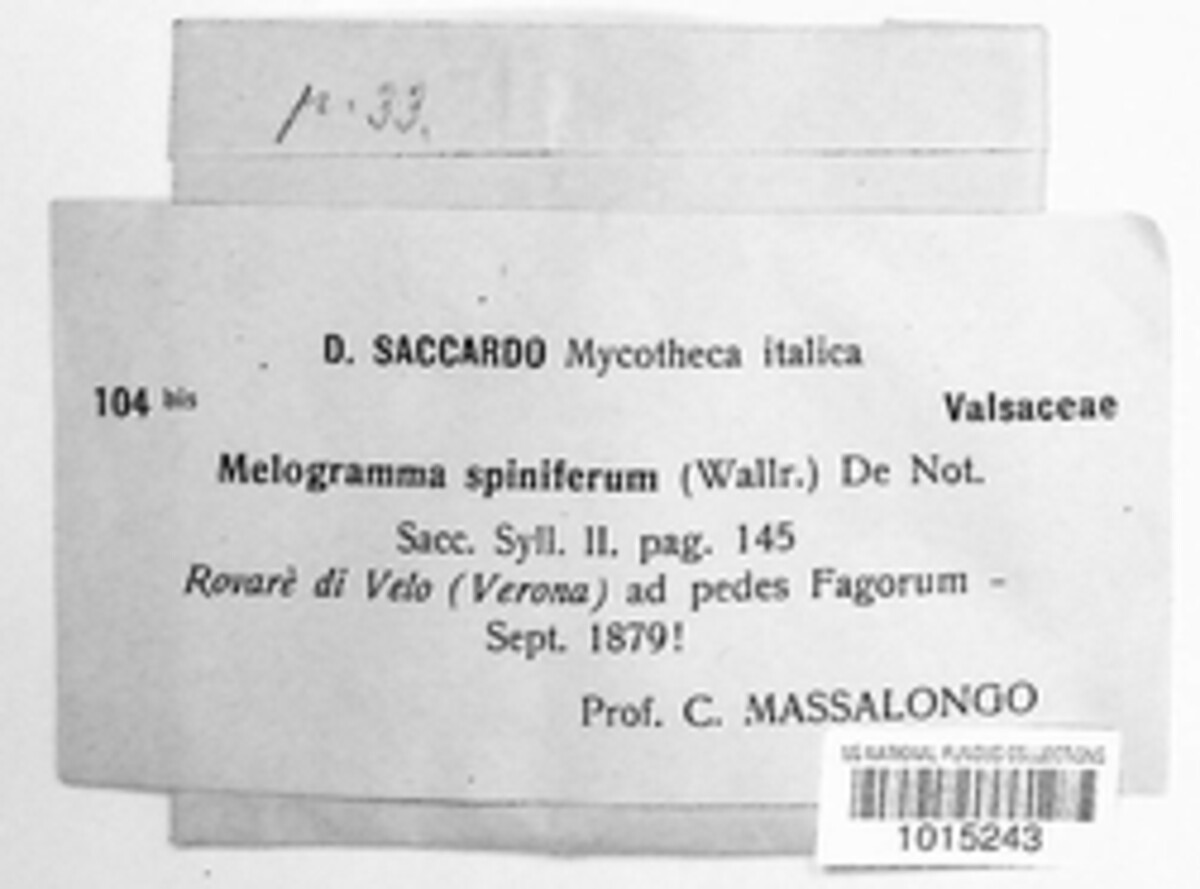 p. 33.
D. SACCARDO Mycotheca italica
104 bis
Valsaceae
Melogramma spiniferum (Wallr.) De Not.
Sacc. Syll. II. pag. 145
Rovarè di Velo (Verona) ad pedes Fagorum -
Sept. 1879!
Prof. C. MASSALONGO
US NATIONAL FUNGUS COLLECTIONS
1015243